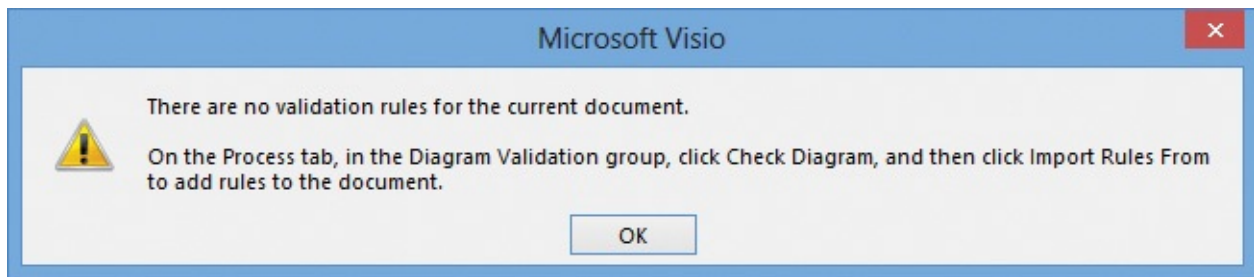 Microsoft Visio
There are no validation rules for the current document.
On the Process tab, in the Diagram Validation group, click Check Diagram, and then click Import Rules From
to add rules to the document.
OK